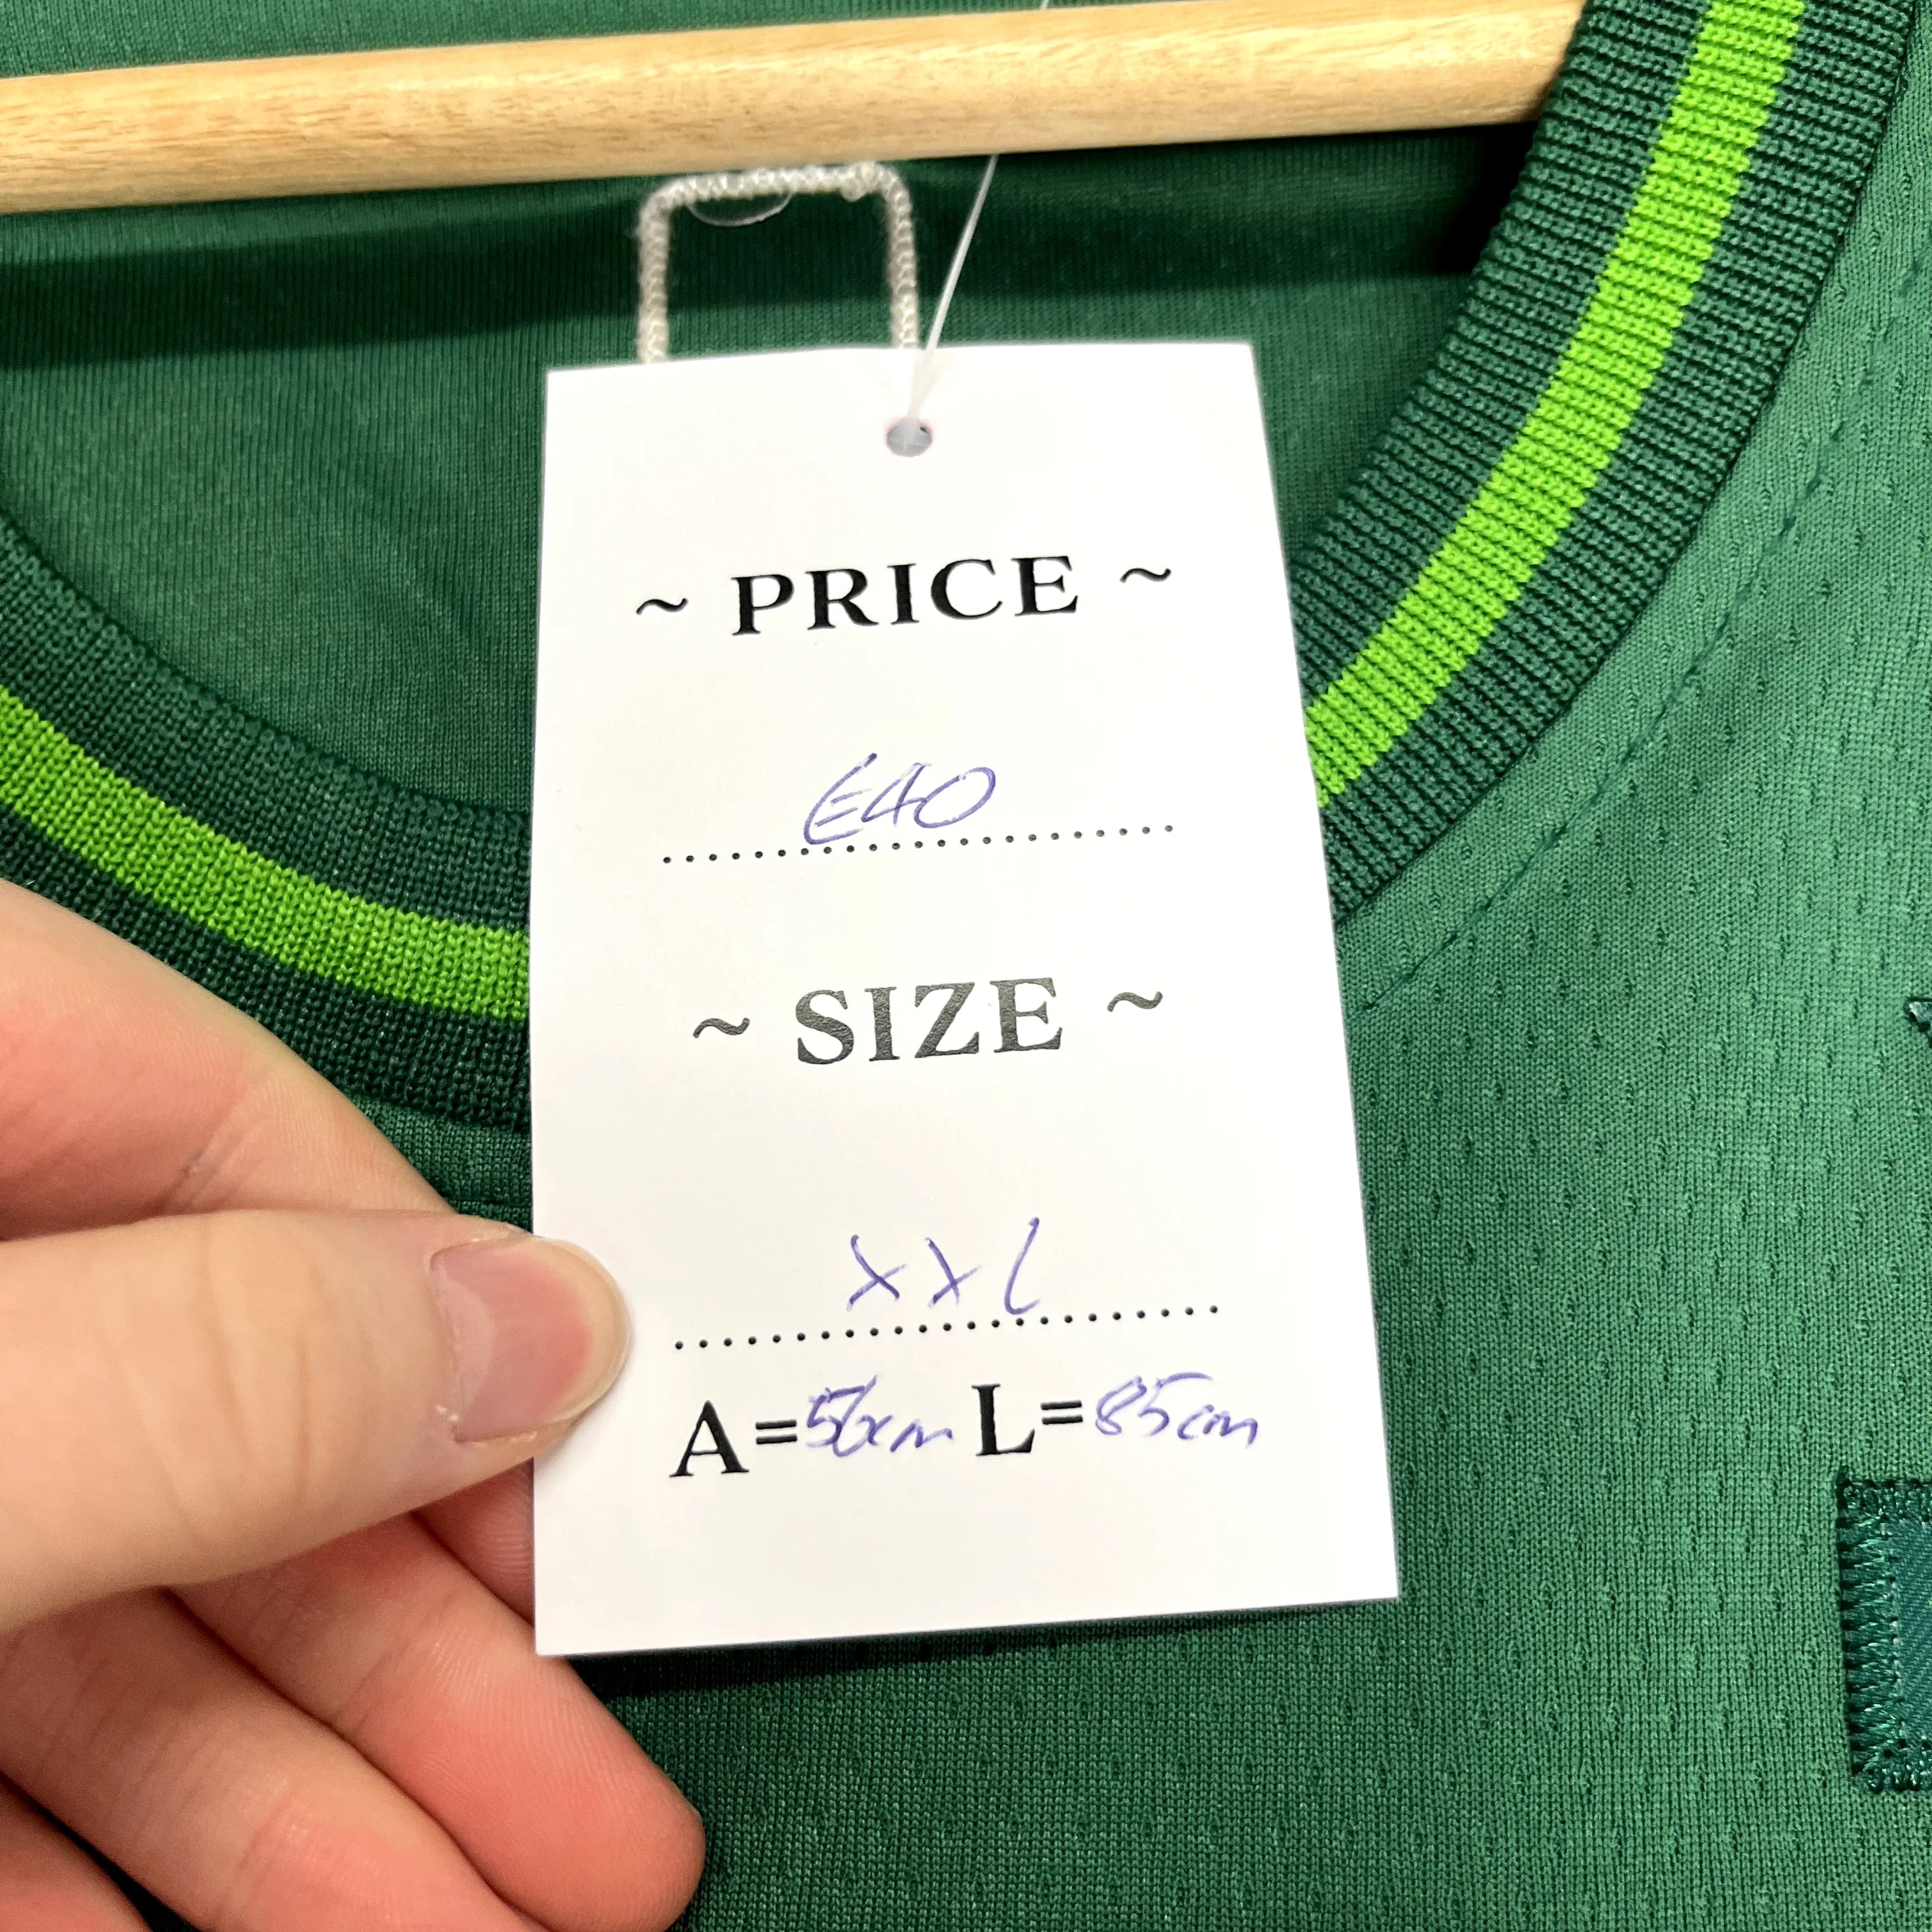 ~ PRICE ~
€40
~ SIZE ~
XXL
A=56cm L=85cm